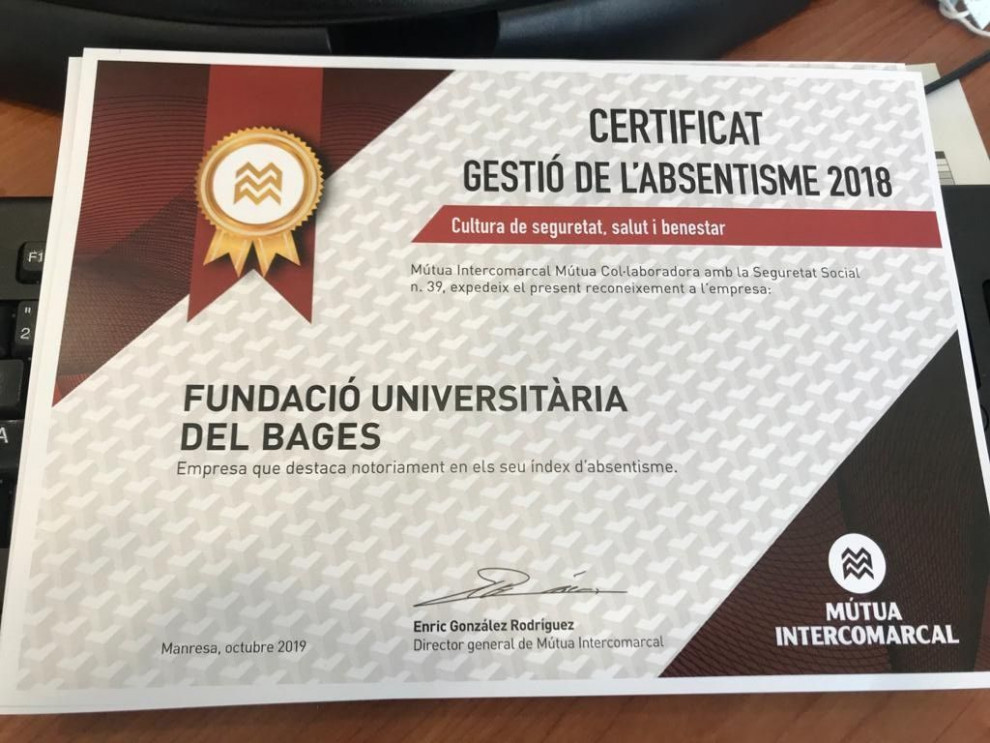 CERTIFICAT
GESTIÓ DE L'ABSENTISME 2018
Cultura de seguretat, salut i benestar
Mútua Intercomarcal Mútua Col·laboradora amb la Seguretat Social
n. 39, expedeix el present reconeixement a l'empresa:
FUNDACIÓ UNIVERSITÀRIA
DEL BAGES
Empresa que destaca notoriament en els seu índex d'absentisme.
Enric González Rodríguez
Director general de Mútua Intercomarcal
Manresa, octubre 2019
MÚTUA
INTERCOMARCAL
F1
"
2
A